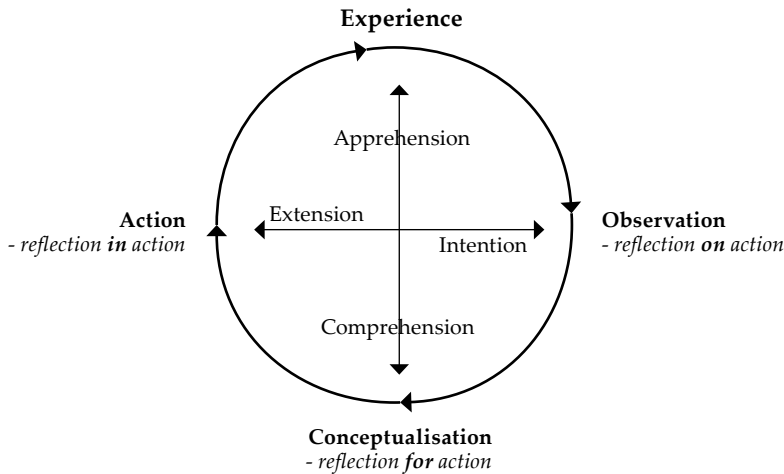 Experience
Apprehension
Extension
Action
- reflection in action
Observation
- reflection on action
Intention
Comprehension
Conceptualisation
- reflection for action